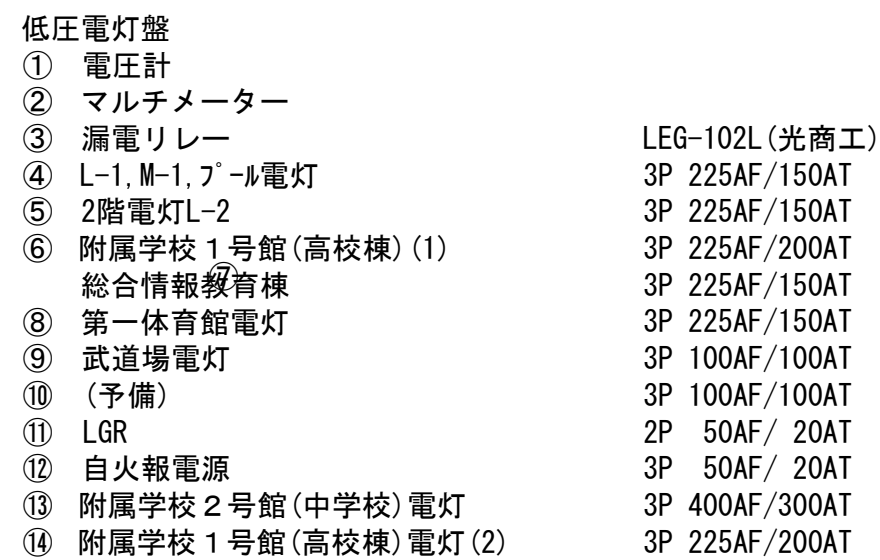 低圧電灯盤
① 電圧計
② マルチメーター
③ 漏電リレー LEG-102L(光商工)
④ L-1,M-1,ﾌﾟｰﾙ電灯 3P 225AF/150AT
⑤ 2階電灯L-2 3P 225AF/150AT
⑥ 附属学校１号館(高校棟)(1) 3P 225AF/200AT
⑦ 総合情報教育棟 3P 225AF/150AT
⑧ 第一体育館電灯 3P 225AF/150AT
⑨ 武道場電灯 3P 100AF/100AT
⑩ (予備) 3P 100AF/100AT
⑪ LGR 2P 50AF/ 20AT
⑫ 自火報電源 3P 50AF/ 20AT
⑬ 附属学校２号館(中学校)電灯 3P 400AF/300AT
⑭ 附属学校１号館(高校棟)電灯(2) 3P 225AF/200AT